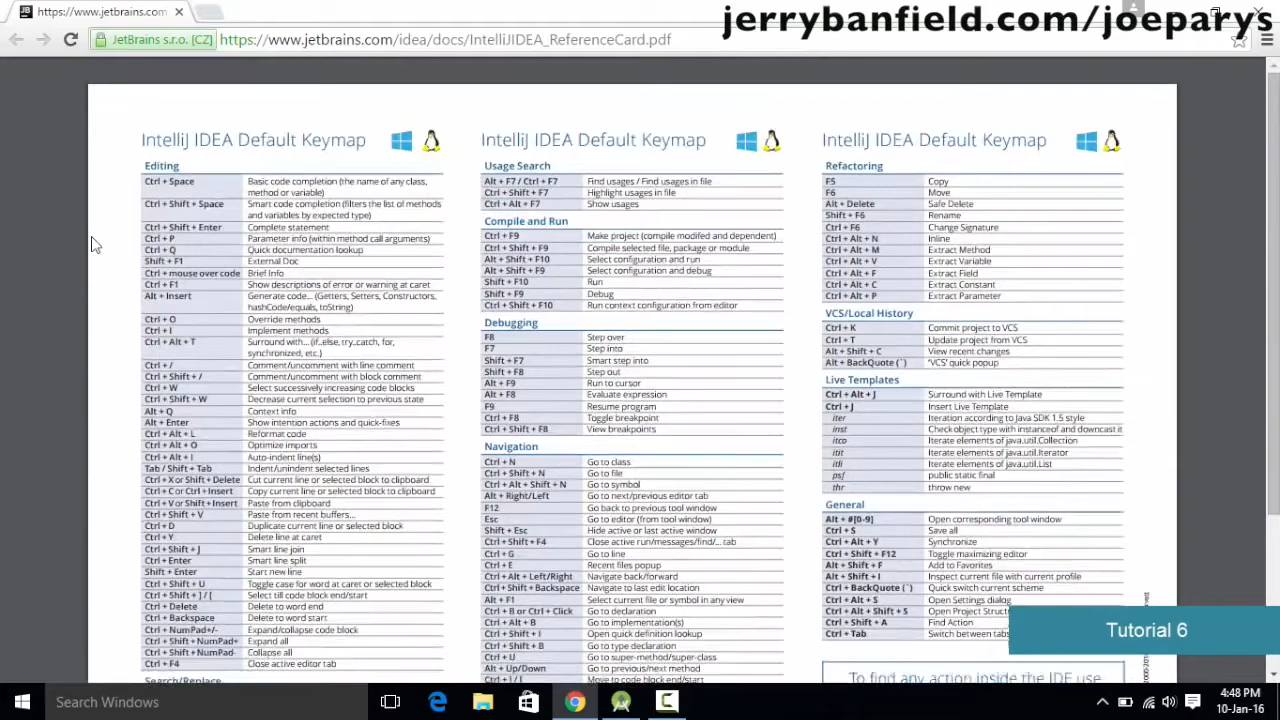 https://www.jetbrains.com
jerrybanfield.com/joeparys
JetBrains s.r.o. [CZ]
https://www.jetbrains.com/idea/docs/IntelliJIDEA_ReferenceCard.pdf
IntelliJ IDEA Default Keymap
Editing
Ctrl + Space Basic code completion (the name of any class,
method or variable)
Ctrl + Shift + Space Smart code completion (filters the list of methods
and variables by expected type)
Ctrl + Shift + Enter Complete statement
Ctrl + P Parameter info (within method call arguments)
Ctrl + Q Quick documentation lookup
Shift + F1 External Doc
Ctrl + mouse over code Brief Info
Ctrl + F1 Show descriptions of error or warning at caret
Alt + Insert Generate code... (Getters, Setters, Constructors,
hashCode/equals, toString)
Ctrl + O Override methods
Ctrl + I Implement methods
Ctrl + Alt + T Surround with... (if..else, try..catch, for,
synchronized, etc.)
Ctrl + / Comment/uncomment with line comment
Ctrl + Shift + / Comment/uncomment with block comment
Ctrl + W Select successively increasing code blocks
Ctrl + Shift + W Decrease current selection to previous state
Alt + Q Context info
Alt + Enter Show intention actions and quick-fixes
Ctrl + Alt + L Reformat code
Ctrl + Alt + O Optimize imports
Ctrl + Alt + I Auto-indent line(s)
Tab / Shift + Tab Indent/unindent selected lines
Ctrl + X or Shift + Delete Cut current line or selected block to clipboard
Ctrl + C or Ctrl + Insert Copy current line or selected block to clipboard
Ctrl + V or Shift + Insert Paste from clipboard
Ctrl + Shift + V Paste from recent buffers...
Ctrl + D Duplicate current line or selected block
Ctrl + Y Delete line at caret
Ctrl + Shift + J Smart line join
Ctrl + Enter Smart line split
Shift + Enter Start new line
Ctrl + Shift + U Toggle case for word at caret or selected block
Ctrl + Shift + ] / [ Select till code block end/start
Ctrl + Delete Delete to word end
Ctrl + Backspace Delete to word start
Ctrl + NumPad+/- Expand/collapse code block
Ctrl + Shift + NumPad+ Expand all
Ctrl + Shift + NumPad- Collapse all
Ctrl + F4 Close active editor tab
Search/Replace
IntelliJ IDEA Default Keymap
Usage Search
Alt + F7 / Ctrl + F7 Find usages / Find usages in file
Ctrl + Shift + F7 Highlight usages in file
Ctrl + Alt + F7 Show usages
Compile and Run
Ctrl + F9 Make project (compile modifed and dependent)
Ctrl + Shift + F9 Compile selected file, package or module
Alt + Shift + F10 Select configuration and run
Alt + Shift + F9 Select configuration and debug
Shift + F10 Run
Shift + F9 Debug
Ctrl + Shift + F10 Run context configuration from editor
Debugging
F8 Step over
F7 Step into
Shift + F7 Smart step into
Shift + F8 Step out
Alt + F9 Run to cursor
Alt + F8 Evaluate expression
F9 Resume program
Ctrl + F8 Toggle breakpoint
Ctrl + Shift + F8 View breakpoints
Navigation
Ctrl + N Go to class
Ctrl + Shift + N Go to file
Ctrl + Alt + Shift + N Go to symbol
Alt + Right/Left Go to next/previous editor tab
F12 Go back to previous tool window
Esc Go to editor (from tool window)
Shift + Esc Hide active or last active window
Ctrl + Shift + F4 Close active run/messages/find/... tab
Ctrl + G Go to line
Ctrl + E Recent files popup
Ctrl + Alt + Left/Right Navigate back/forward
Ctrl + Shift + Backspace Navigate to last edit location
Alt + F1 Select current file or symbol in any view
Ctrl + B or Ctrl + Click Go to declaration
Ctrl + Alt + B Go to implementation(s)
Ctrl + Shift + I Open quick definition lookup
Ctrl + Shift + B Go to type declaration
Ctrl + U Go to super-method/super-class
Alt + Up/Down Go to previous/next method
Ctrl + ] / [ Move to code block end/start
IntelliJ IDEA Default Keymap
Refactoring
F5 Copy
F6 Move
Alt + Delete Safe Delete
Shift + F6 Rename
Ctrl + F6 Change Signature
Ctrl + Alt + N Inline
Ctrl + Alt + M Extract Method
Ctrl + Alt + V Extract Variable
Ctrl + Alt + F Extract Field
Ctrl + Alt + C Extract Constant
Ctrl + Alt + P Extract Parameter
VCS/Local History
Ctrl + K Commit project to VCS
Ctrl + T Update project from VCS
Alt + Shift + C View recent changes
Alt + BackQuote (`) 'VCS' quick popup
Live Templates
Ctrl + Alt + J Surround with Live Template
Ctrl + J Insert Live Template
iter Iteration according to Java SDK 1.5 style
inst Check object type with instanceof and downcast it
itco Iterate elements of java.util.Collection
itit Iterate elements of java.util.Iterator
itli Iterate elements of java.util.List
psf public static final
thr throw new
General
Alt + #[0-9] Open corresponding tool window
Ctrl + S Save all
Ctrl + Alt + Y Synchronize
Ctrl + Shift + F12 Toggle maximizing editor
Alt + Shift + F Add to Favorites
Alt + Shift + I Inspect current file with current profile
Ctrl + BackQuote (`) Quick switch current scheme
Ctrl + Alt + S Open Settings dialog
Ctrl + Alt + Shift + S Open Project Struct
Ctrl + Shift + A Find Action
Ctrl + Tab Switch between tabs
To find any action inside the IDE use
Tutorial 6
Search Windows
4:48 PM
10-Jan-16